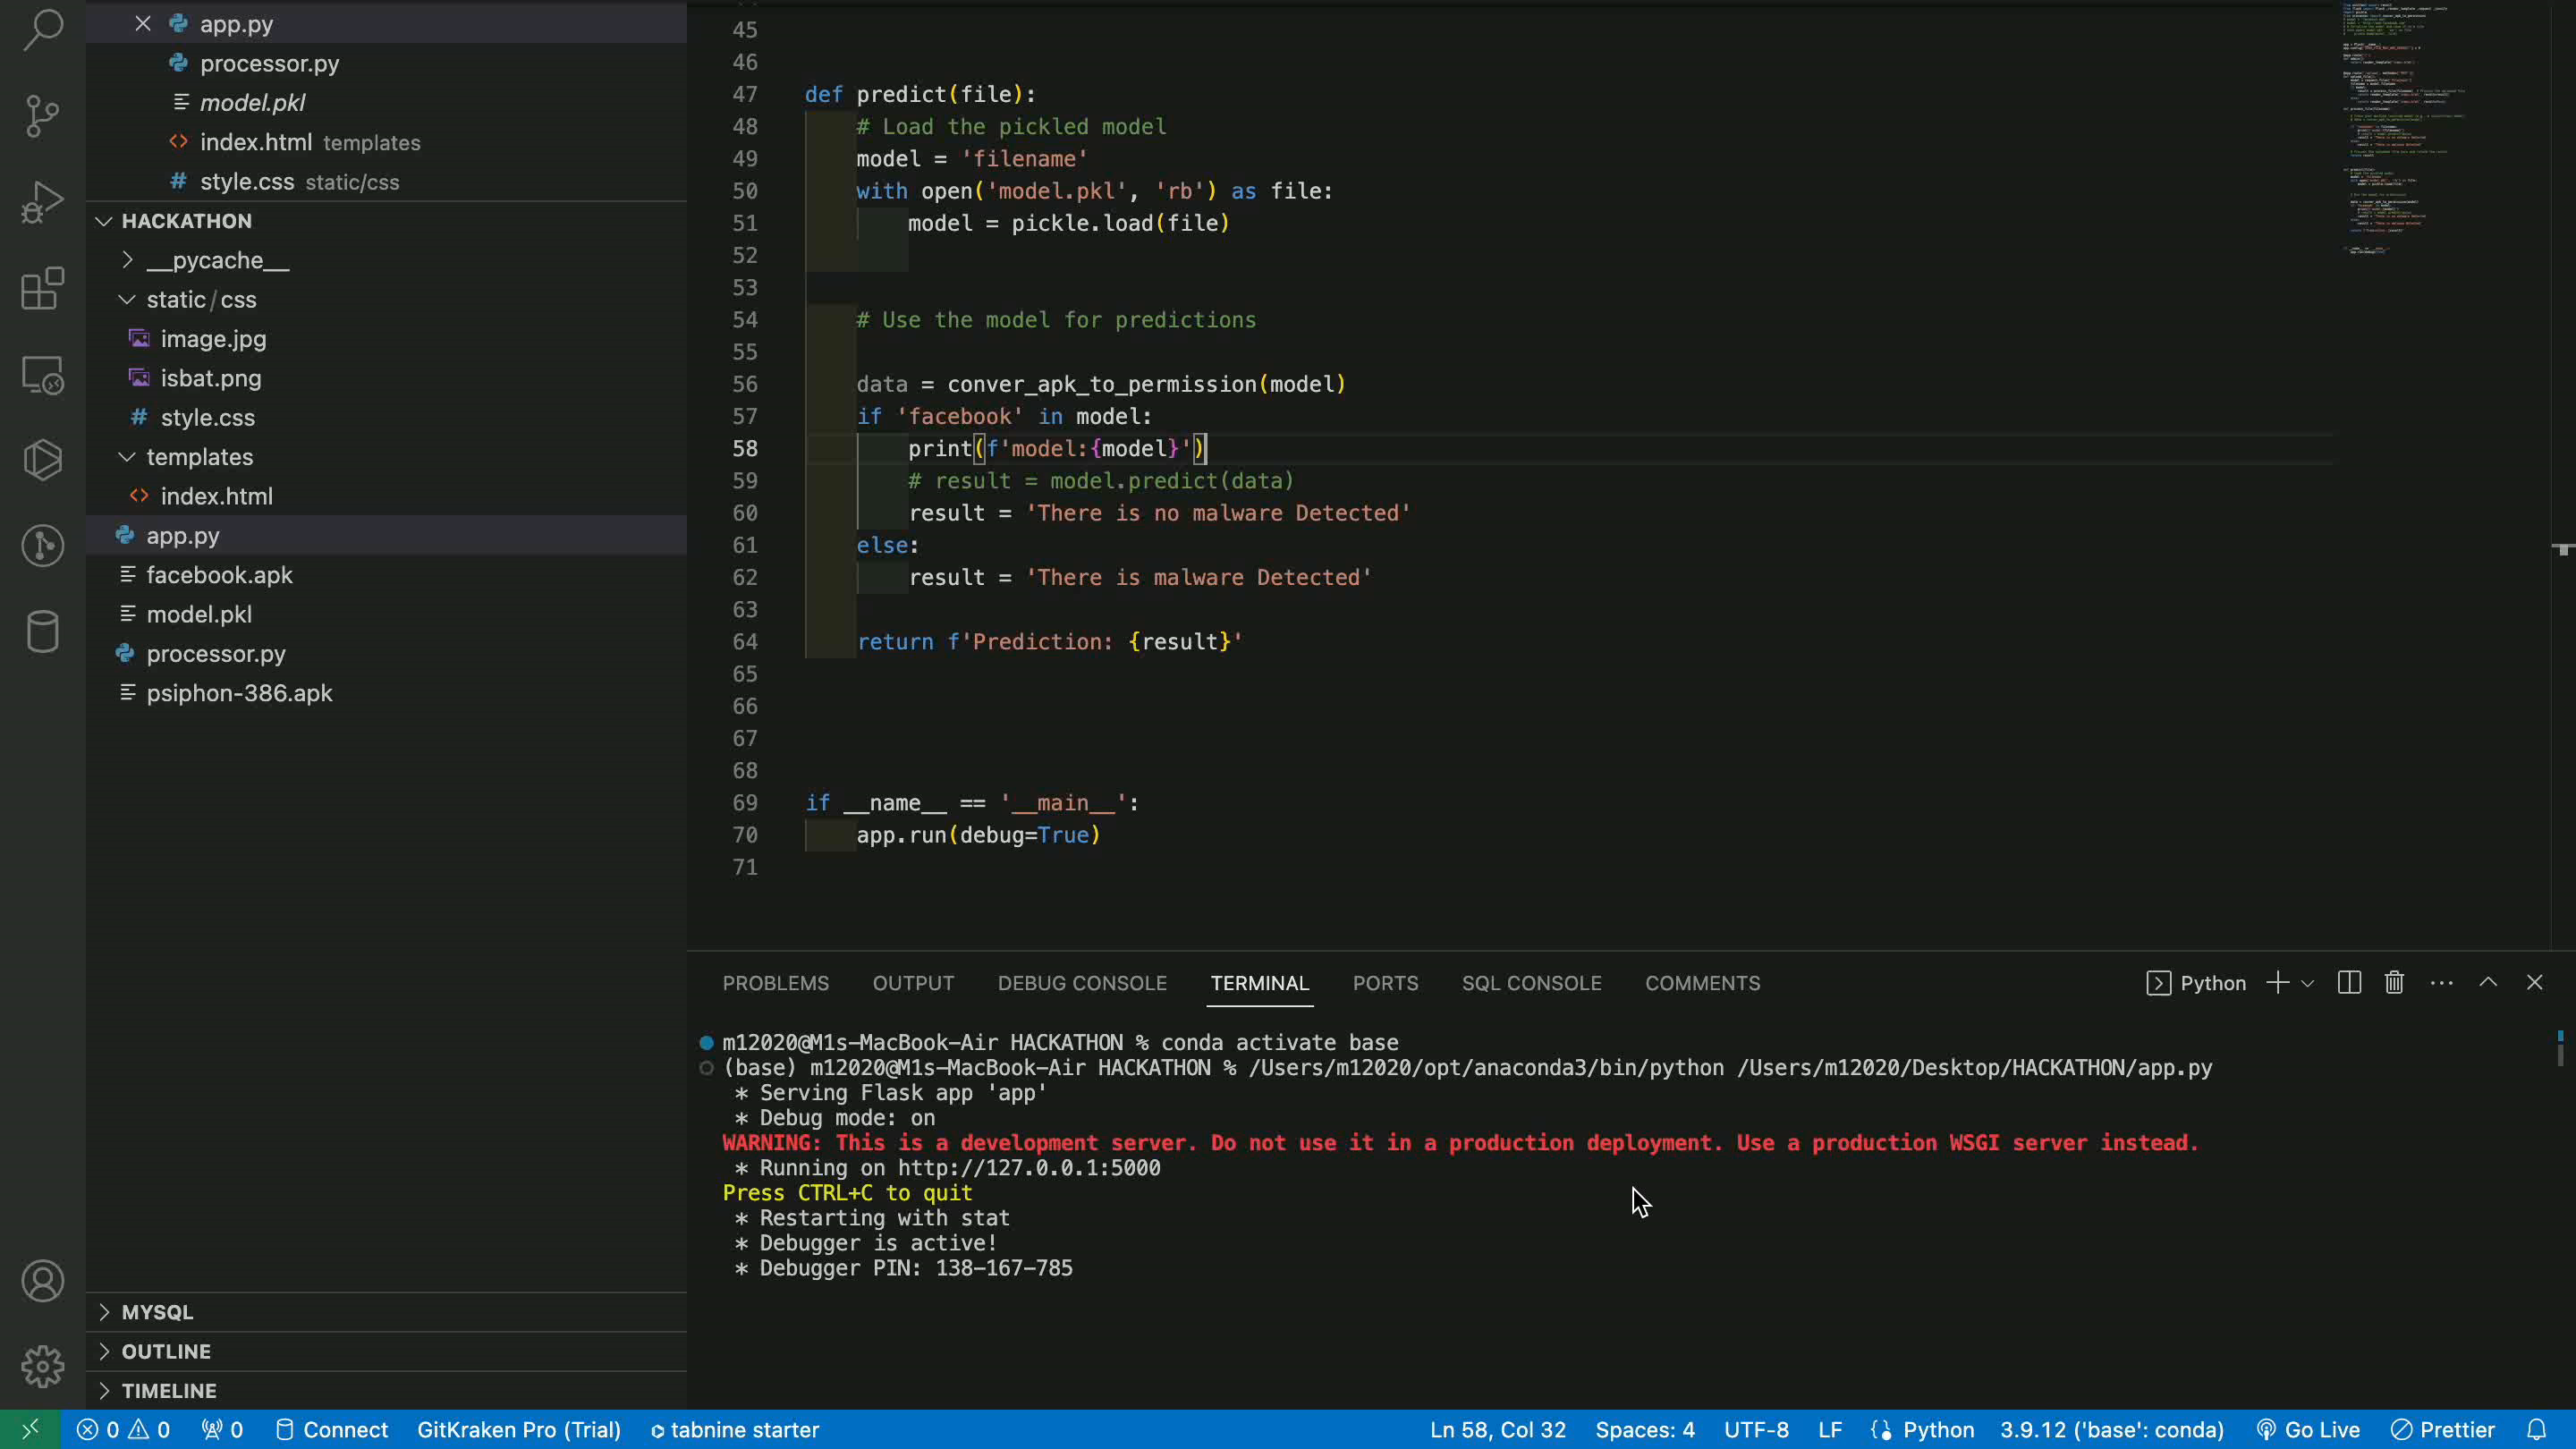 app.py
processor.py
model.pkl
index.html templates
style.css static/css
HACKATHON
__pycache__
static/css
image.jpg
isbat.png
style.css
templates
index.html
app.py
facebook.apk
model.pkl
processor.py
psiphon-386.apk
MYSQL
OUTLINE
TIMELINE
45
46
47 def predict(file):
48 # Load the pickled model
49 model = 'filename'
50 with open('model.pkl', 'rb') as file:
51 model = pickle.load(file)
52
53
54 # Use the model for predictions
55
56 data = conver_apk_to_permission(model)
57 if 'facebook' in model:
58 print(f'model:{model}')
59 # result = model.predict(data)
60 result = 'There is no malware Detected'
61 else:
62 result = 'There is malware Detected'
63
64 return f'Prediction: {result}'
65
66
67
68
69 if __name__ == '__main__':
70 app.run(debug=True)
71
PROBLEMS OUTPUT DEBUG CONSOLE TERMINAL PORTS SQL CONSOLE COMMENTS Python
m12020@M1s-MacBook-Air HACKATHON % conda activate base
(base) m12020@M1s-MacBook-Air HACKATHON % /Users/m12020/opt/anaconda3/bin/python /Users/m12020/Desktop/HACKATHON/app.py
* Serving Flask app 'app'
* Debug mode: on
WARNING: This is a development server. Do not use it in a production deployment. Use a production WSGI server instead.
* Running on http://127.0.0.1:5000
Press CTRL+C to quit
* Restarting with stat
* Debugger is active!
* Debugger PIN: 138-167-785
0 0 0 Connect GitKraken Pro (Trial) tabnine starter Ln 58, Col 32 Spaces: 4 UTF-8 LF Python 3.9.12 ('base': conda) Go Live Prettier